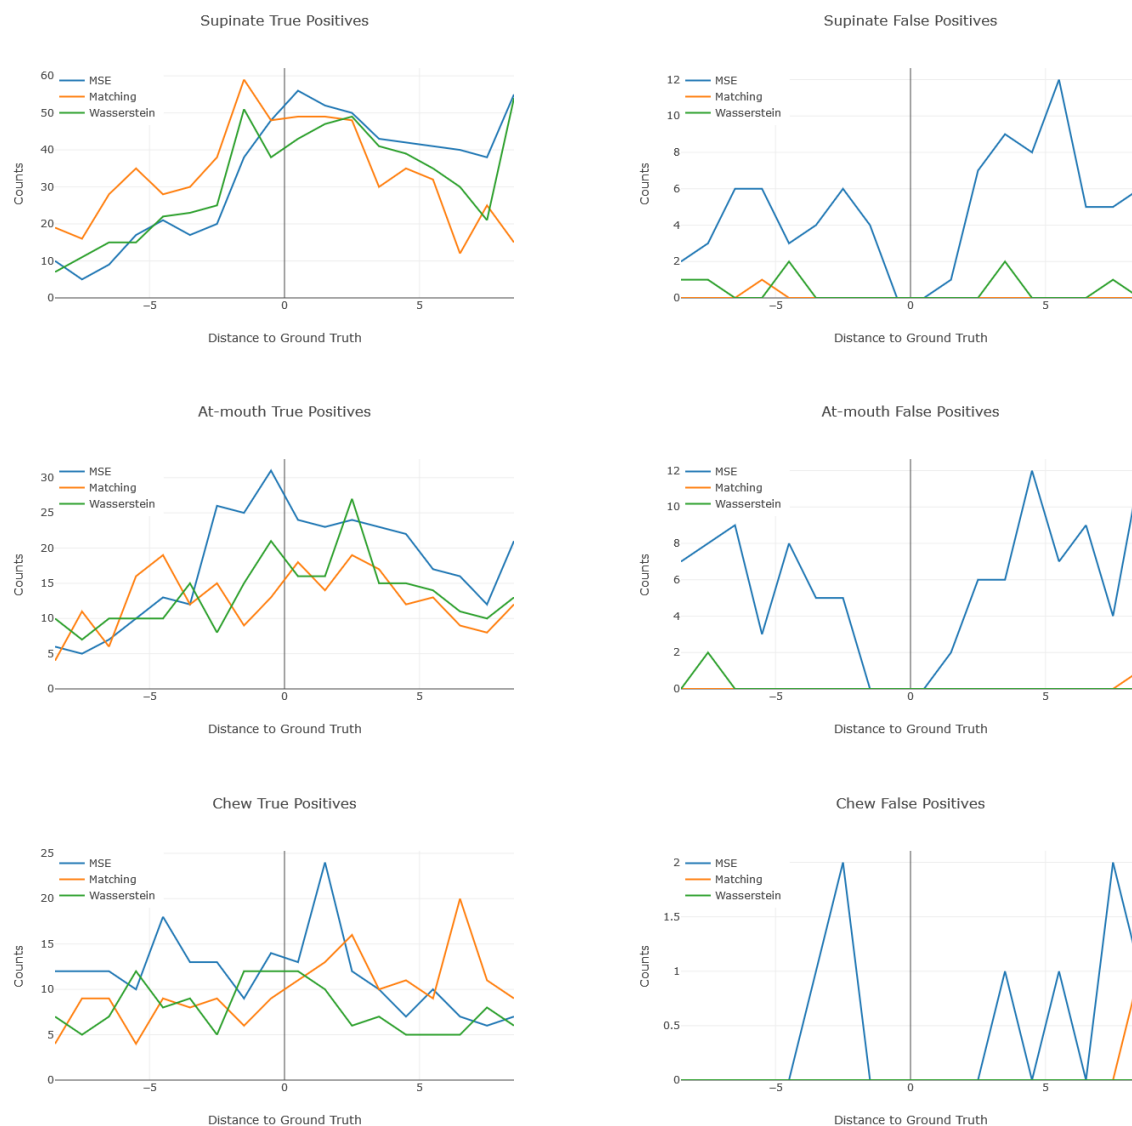 Supinate True Positives
60
50
40
30
20
10
0
MSE
Matching
Wasserstein
Counts
−5
0
5
Distance to Ground Truth
Supinate False Positives
12
10
8
6
4
2
0
MSE
Matching
Wasserstein
Counts
−5
0
5
Distance to Ground Truth
At-mouth True Positives
30
25
20
15
10
5
0
MSE
Matching
Wasserstein
Counts
−5
0
5
Distance to Ground Truth
At-mouth False Positives
12
10
8
6
4
2
0
MSE
Matching
Wasserstein
Counts
−5
0
5
Distance to Ground Truth
Chew True Positives
25
20
15
10
5
0
MSE
Matching
Wasserstein
Counts
−5
0
5
Distance to Ground Truth
Chew False Positives
2
1.5
1
0.5
0
MSE
Matching
Wasserstein
Counts
−5
0
5
Distance to Ground Truth